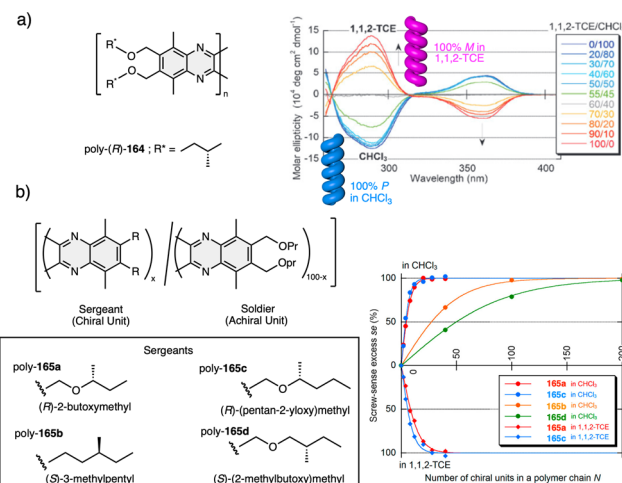 a)
R*
O
N
O
R*
N
n
poly-(R)-164 ; R* =
Molar ellipticity (10⁴ deg cm² dmol⁻¹)
15
10
5
0
-5
-10
-15
1,1,2-TCE
CHCl₃
300
350
400
Wavelength (nm)
100% M in
1,1,2-TCE
100% P
in CHCl₃
1,1,2-TCE/CHCl
0/100
20/80
30/70
40/60
50/50
55/45
60/40
70/30
80/20
90/10
100/0
b)
N
R
N
R
x
N
OPr
N
Opr
100-x
Sergeant
(Chiral Unit)
Soldier
(Achiral Unit)
Sergeants
poly-165a
O
(R)-2-butoxymethyl
poly-165c
O
(R)-(pentan-2-yloxy)methyl
poly-165b
(S)-3-methylpentyl
poly-165d
O
(S)-(2-methylbutoxy)methyl
in CHCl₃
Screw-sense excess se (%)
100
50
0
50
100
0
50
100
150
200
165a in CHCl₃
165c in CHCl₃
165b in CHCl₃
165d in CHCl₃
165a in 1,1,2-TCE
165c in 1,1,2-TCE
in 1,1,2-TCE
Number of chiral units in a polymer chain N